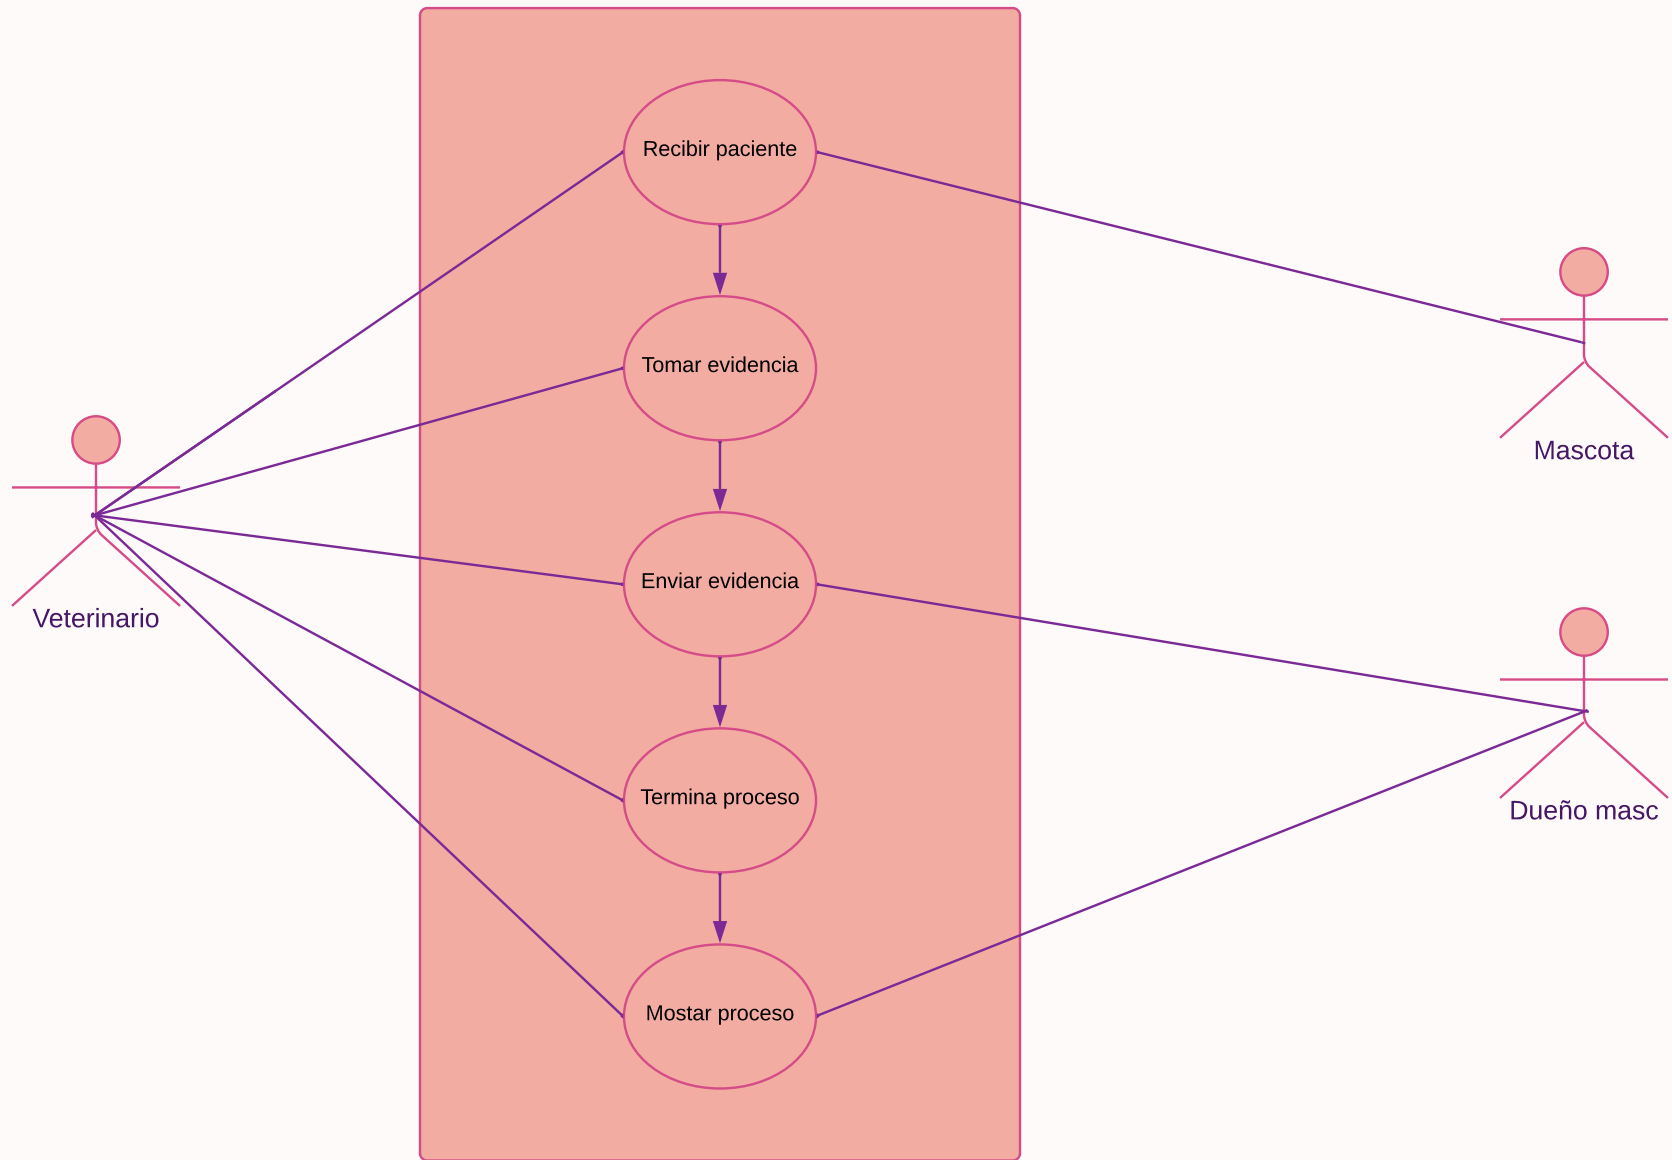 Recibir paciente
Tomar evidencia
Enviar evidencia
Termina proceso
Mostar proceso
Veterinario
Mascota
Dueño masc